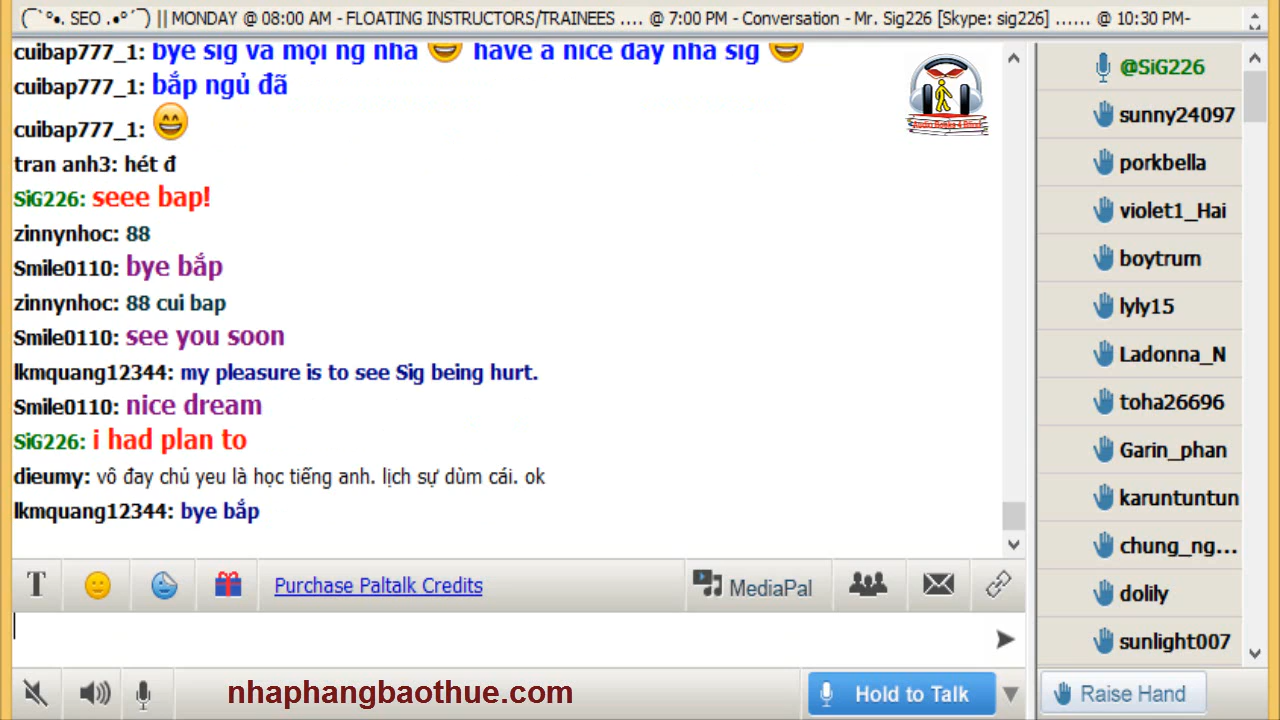 (¯`°•. SEO .•°´¯) || MONDAY @ 08:00 AM - FLOATING INSTRUCTORS/TRAINEES .... @ 7:00 PM - Conversation - Mr. Sig226 [Skype: sig226] ...... @ 10:30 PM-
cuibap777_1: bye sig và mọi ng nha 😄 have a nice day nha sig 😄
cuibap777_1: bắp ngủ đã
cuibap777_1: 😄
tran anh3: hét đ
SiG226: seee bap!
zinnynhoc: 88
Smile0110: bye bắp
zinnynhoc: 88 cui bap
Smile0110: see you soon
lkmquang12344: my pleasure is to see Sig being hurt.
Smile0110: nice dream
SiG226: i had plan to
dieumy: vô đay chủ yeu là học tiếng anh. lịch sự dùm cái. ok
lkmquang12344: bye bắp
T
Purchase Paltalk Credits
MediaPal
nhaphangbaothue.com
Hold to Talk
@SiG226
sunny24097
porkbella
violet1_Hai
boytrum
lyly15
Ladonna_N
toha26696
Garin_phan
karuntuntun
chung_ng...
dolily
sunlight007
Raise Hand